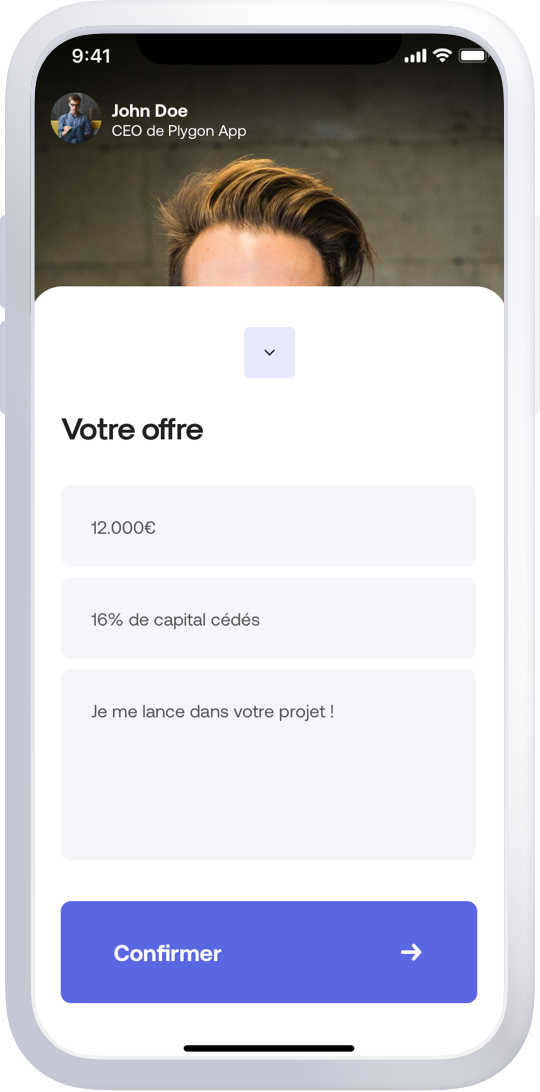 9:41
John Doe
CEO de Plygon App
Votre offre
12.000€
16% de capital cédés
Je me lance dans votre projet !
Confirmer